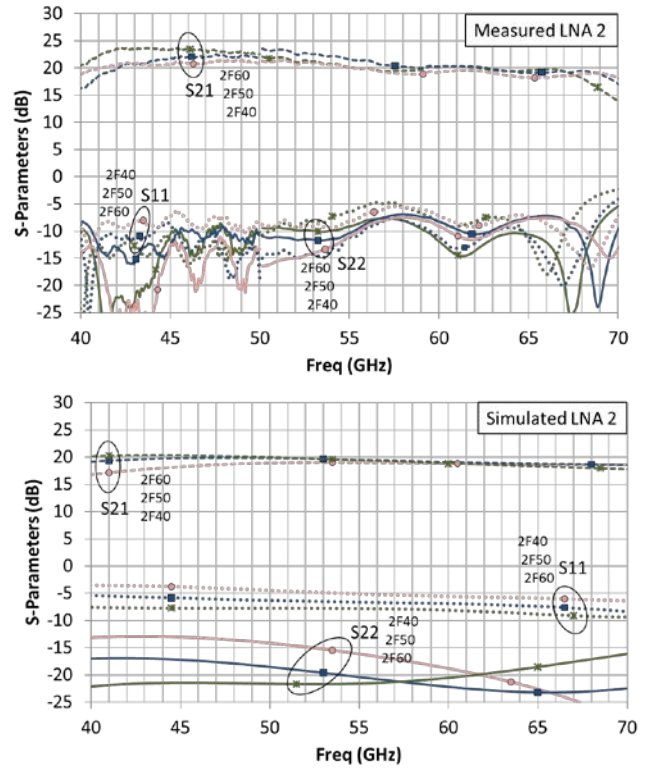 Measured LNA 2
S-Parameters (dB)
30
25
20
15
10
5
0
-5
-10
-15
-20
-25
S21
2F60
2F50
2F40
2F40
2F50
2F60
S11
S22
2F60
2F50
2F40
40 45 50 55 60 65 70
Freq (GHz)
Simulated LNA 2
S-Parameters (dB)
30
25
20
15
10
5
0
-5
-10
-15
-20
-25
S21
2F60
2F50
2F40
2F40
2F50
2F60
S11
S22
2F40
2F50
2F60
40 45 50 55 60 65 70
Freq (GHz)